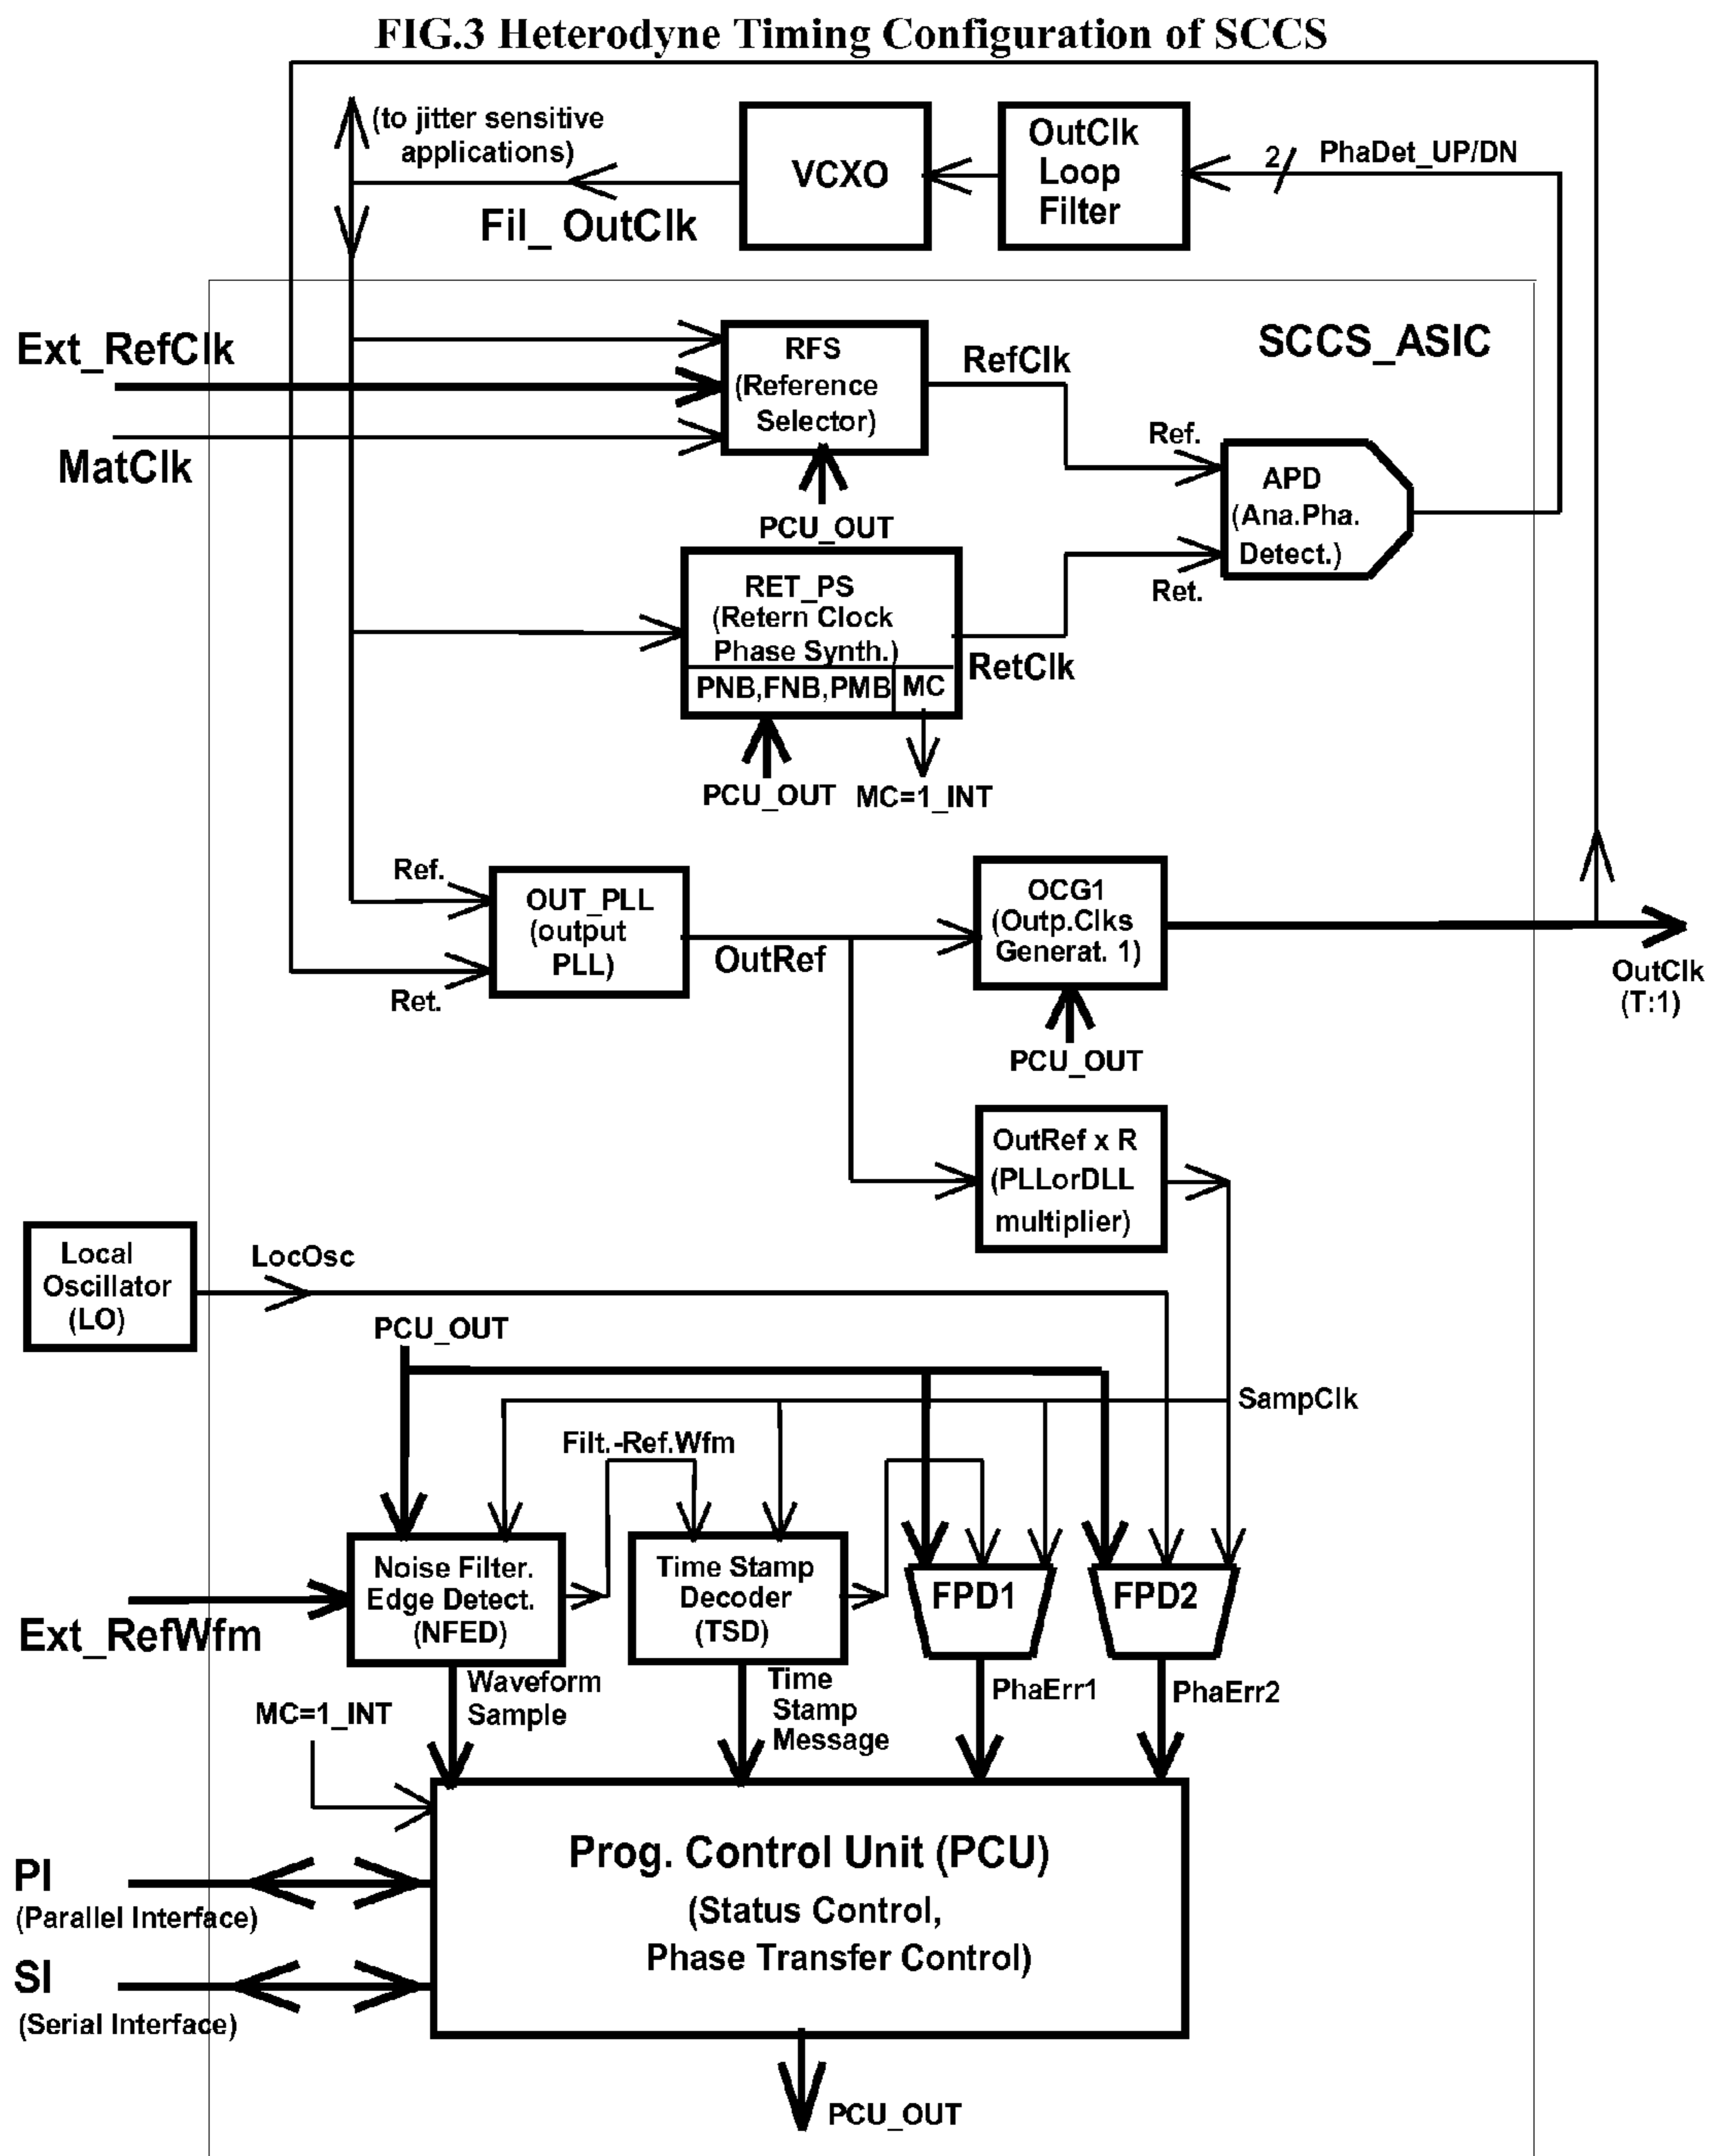 FIG.3 Heterodyne Timing Configuration of SCCS
(to jitter sensitive
applications)
VCXO
OutClk
Loop
Filter
2
PhaDet_UP/DN
Fil_ OutClk
Ext_RefClk
MatClk
RFS
(Reference
Selector)
RefClk
SCCS_ASIC
PCU_OUT
Ref.
APD
(Ana.Pha.
Detect.)
Ret.
RET_PS
(Retern Clock
Phase Synth.)
PNB,FNB,PMB
MC
RetClk
PCU_OUT
MC=1_INT
Ref.
OUT_PLL
(output
PLL)
Ret.
OutRef
OCG1
(Outp.Clks
Generat. 1)
OutClk
(T:1)
PCU_OUT
OutRef x R
(PLLorDLL
multiplier)
Local
Oscillator
(LO)
LocOsc
PCU_OUT
SampClk
Filt.-Ref.Wfm
Noise Filter.
Edge Detect.
(NFED)
Time Stamp
Decoder
(TSD)
FPD1
FPD2
Ext_RefWfm
Waveform
Sample
Time
Stamp
Message
PhaErr1
PhaErr2
MC=1_INT
Prog. Control Unit (PCU)
(Status Control,
Phase Transfer Control)
PI
(Parallel Interface)
SI
(Serial Interface)
PCU_OUT